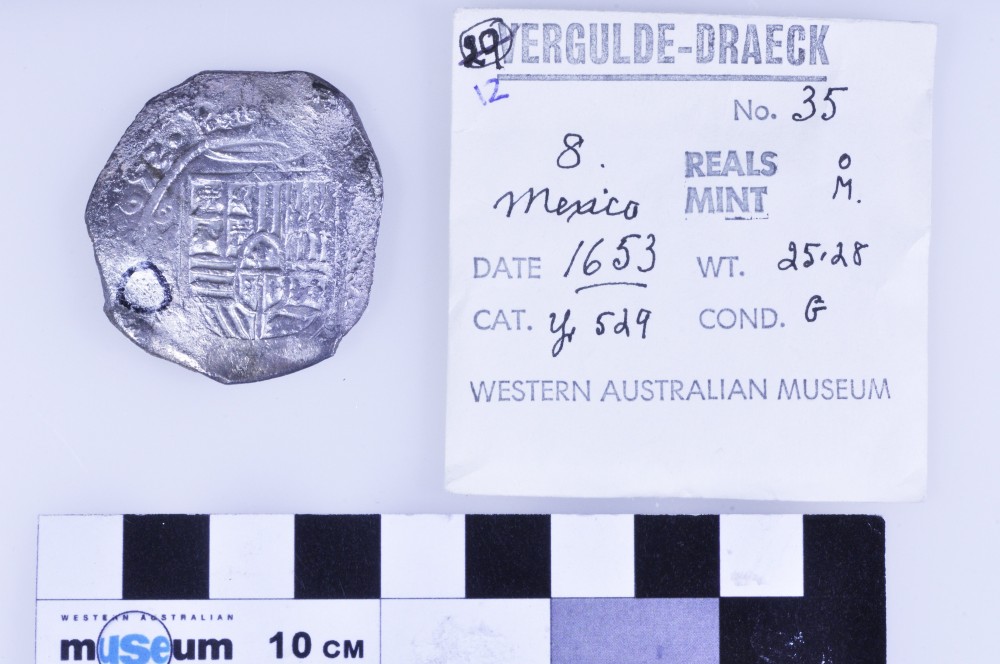 29 VERGULDE-DRAECK
12
No. 35
8. REALS o
Mexico MINT M.
DATE 1653 WT. 25.28
CAT. Y 529 COND. G
WESTERN AUSTRALIAN MUSEUM
WESTERN AUSTRALIAN
museum 10 CM